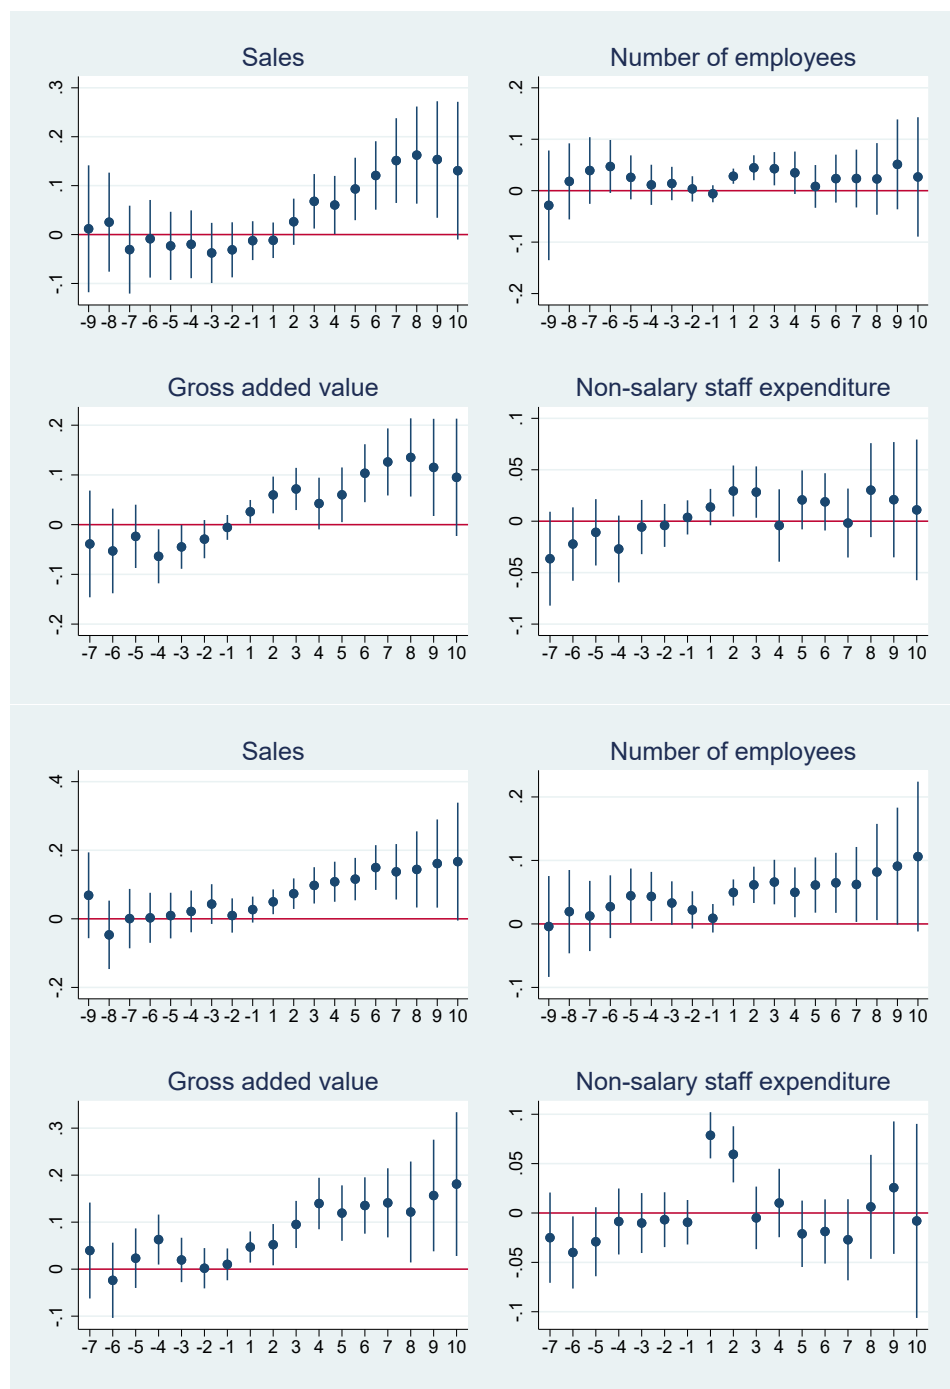 Sales
.3
.2
.1
0
-.1
-9 -8 -7 -6 -5 -4 -3 -2 -1 1 2 3 4 5 6 7 8 9 10
Number of employees
.2
.1
0
-.1
-.2
-9 -8 -7 -6 -5 -4 -3 -2 -1 1 2 3 4 5 6 7 8 9 10
Gross added value
.2
.1
0
-.1
-.2
-7 -6 -5 -4 -3 -2 -1 1 2 3 4 5 6 7 8 9 10
Non-salary staff expenditure
.1
.05
0
-.05
-.1
-7 -6 -5 -4 -3 -2 -1 1 2 3 4 5 6 7 8 9 10
Sales
.4
.2
0
-.2
-9 -8 -7 -6 -5 -4 -3 -2 -1 1 2 3 4 5 6 7 8 9 10
Number of employees
.2
.1
0
-.1
-9 -8 -7 -6 -5 -4 -3 -2 -1 1 2 3 4 5 6 7 8 9 10
Gross added value
.3
.2
.1
0
-.1
-7 -6 -5 -4 -3 -2 -1 1 2 3 4 5 6 7 8 9 10
Non-salary staff expenditure
.1
.05
0
-.05
-.1
-7 -6 -5 -4 -3 -2 -1 1 2 3 4 5 6 7 8 9 10